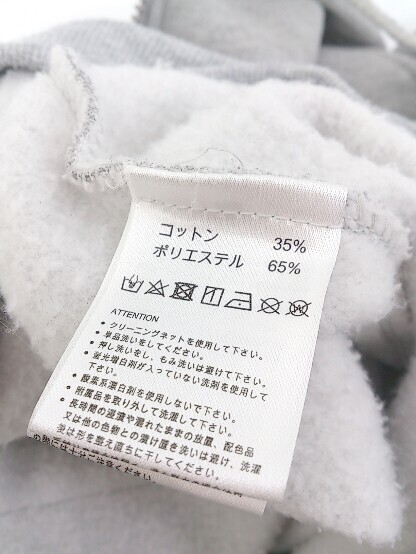 コットン 35%
ポリエステル 65%
ATTENTION
• クリーニングネットを使用して下さい。
• 単品洗いをしてください。
• 押し洗いをし、もみ洗いは避けて下さい。
• 蛍光増白剤が入っていない洗剤を使用して
下さい。
• 酸素系漂白剤を使用しないで下さい。
• 附属品を取り外して洗濯して下さい。
• 長時間の浸漬や濡れたままの放置、配色品
又は他の色物との漬け置き洗いは避け、洗濯
後は形を整え直ちに干してください。